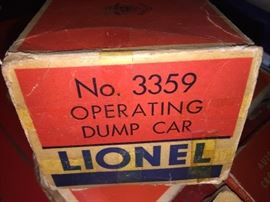 No. 3359
OPERATING
DUMP CAR
LIONEL